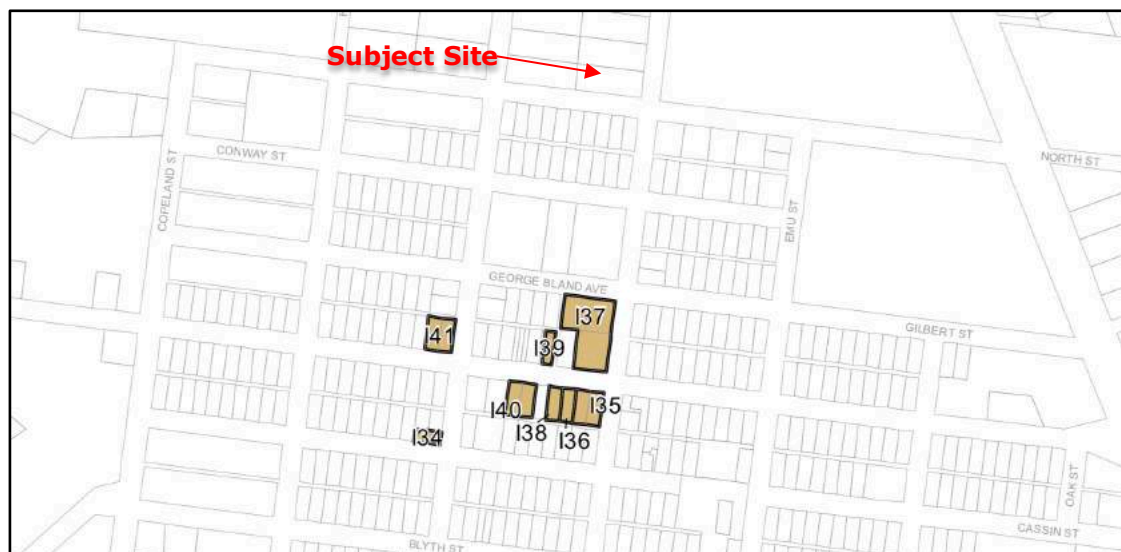 Subject Site
CONWAY ST
NORTH ST
COPELAND ST
EMU ST
GEORGE BLAND AVE
I37
GILBERT ST
I41
I39
I40
I35
I38
I36
I34
OAK ST
CASSIN ST
BLYTH ST